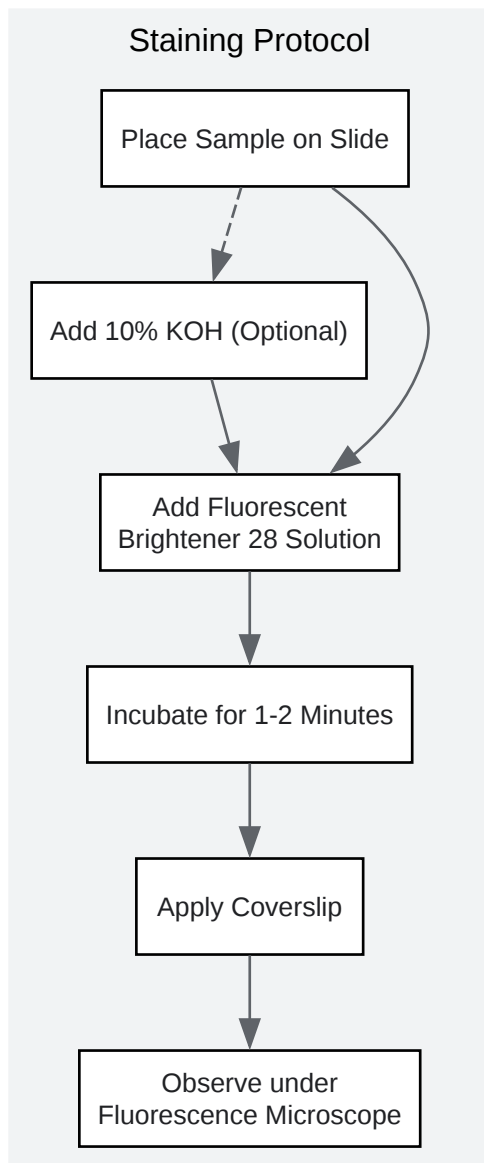 Staining Protocol
Place Sample on Slide
Add 10% KOH (Optional)
Add Fluorescent
Brightener 28 Solution
Incubate for 1-2 Minutes
Apply Coverslip
Observe under
Fluorescence Microscope